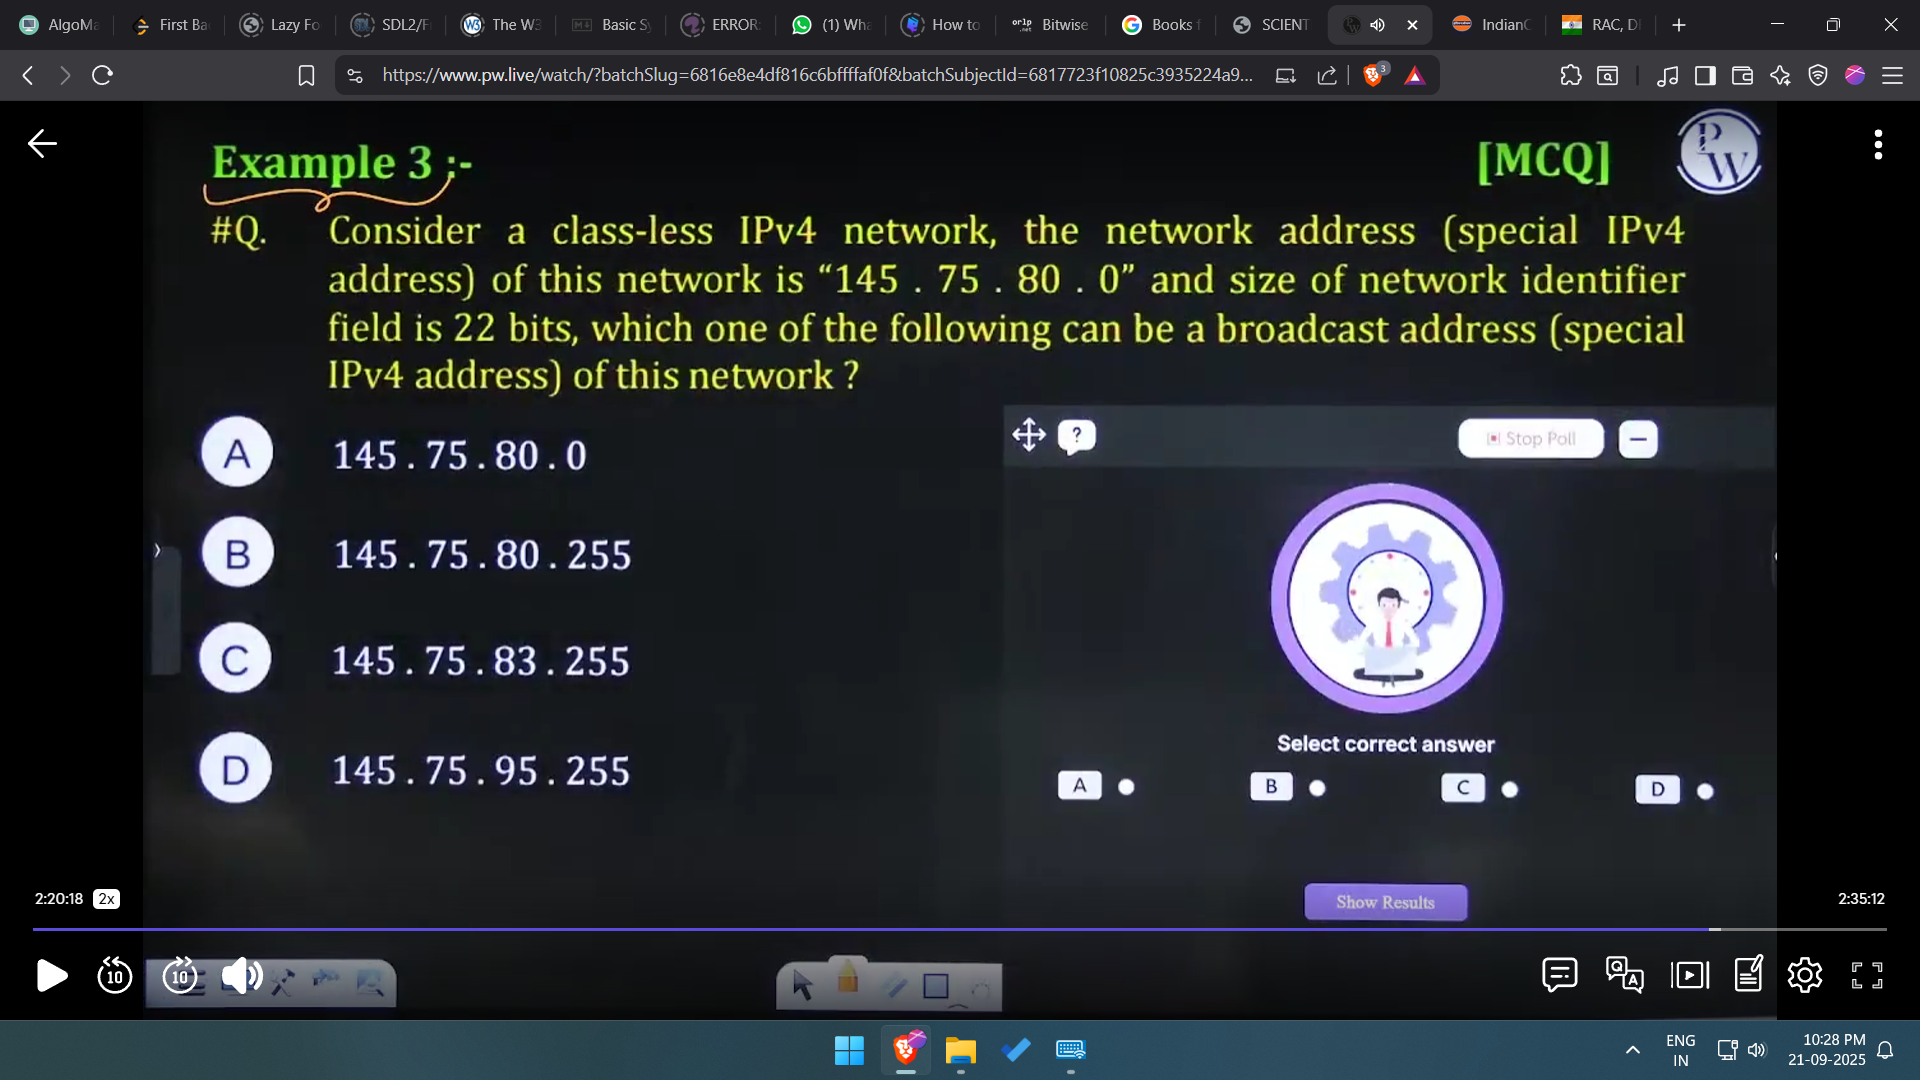 AlgoMa
First Ba
Lazy Fo
SDL2/F
The W3
Basic Sy
ERROR:
(1) Wha
How to
orlp .net
Bitwise
Books f
SCIENT
IndianO
RAC, D
https://www.pw.live/watch/?batchSlug=6816e8e4df816c6bffffaf0f&batchSubjectId=6817723f10825c3935224a9...
3
Example 3 :-
[MCQ]
P W
#Q. Consider a class-less IPv4 network, the network address (special IPv4
address) of this network is “145 . 75 . 80 . 0” and size of network identifier
field is 22 bits, which one of the following can be a broadcast address (special
IPv4 address) of this network ?
A 145 . 75 . 80 . 0
? Stop Poll
B 145 . 75 . 80 . 255
C 145 . 75 . 83 . 255
D 145 . 75 . 95 . 255
Select correct answer
A B C D
Show Results
2:20:18 2x
2:35:12
10 10
Q A
ENG
IN
10:28 PM
21-09-2025